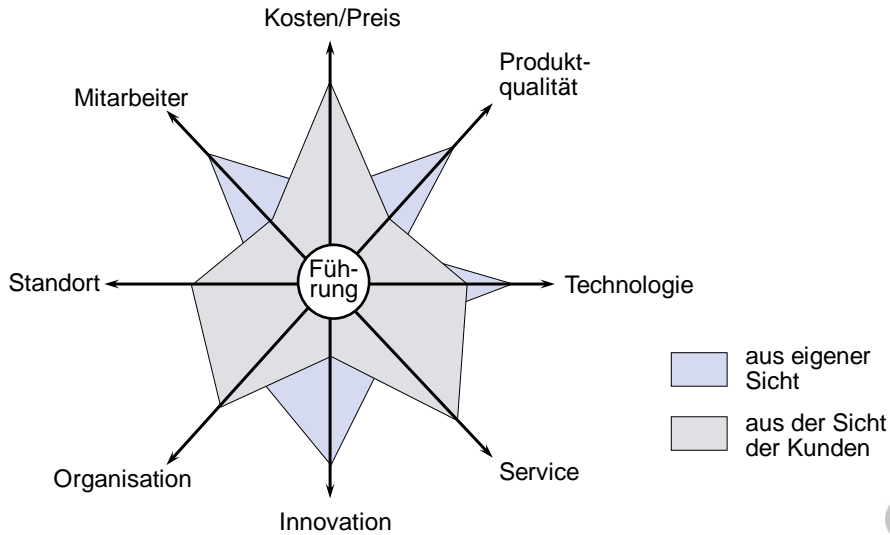 Kosten/Preis
Produkt-
qualität
Mitarbeiter
Füh-
rung
Standort
Technologie
aus eigener
Sicht
aus der Sicht
der Kunden
Organisation
Service
Innovation